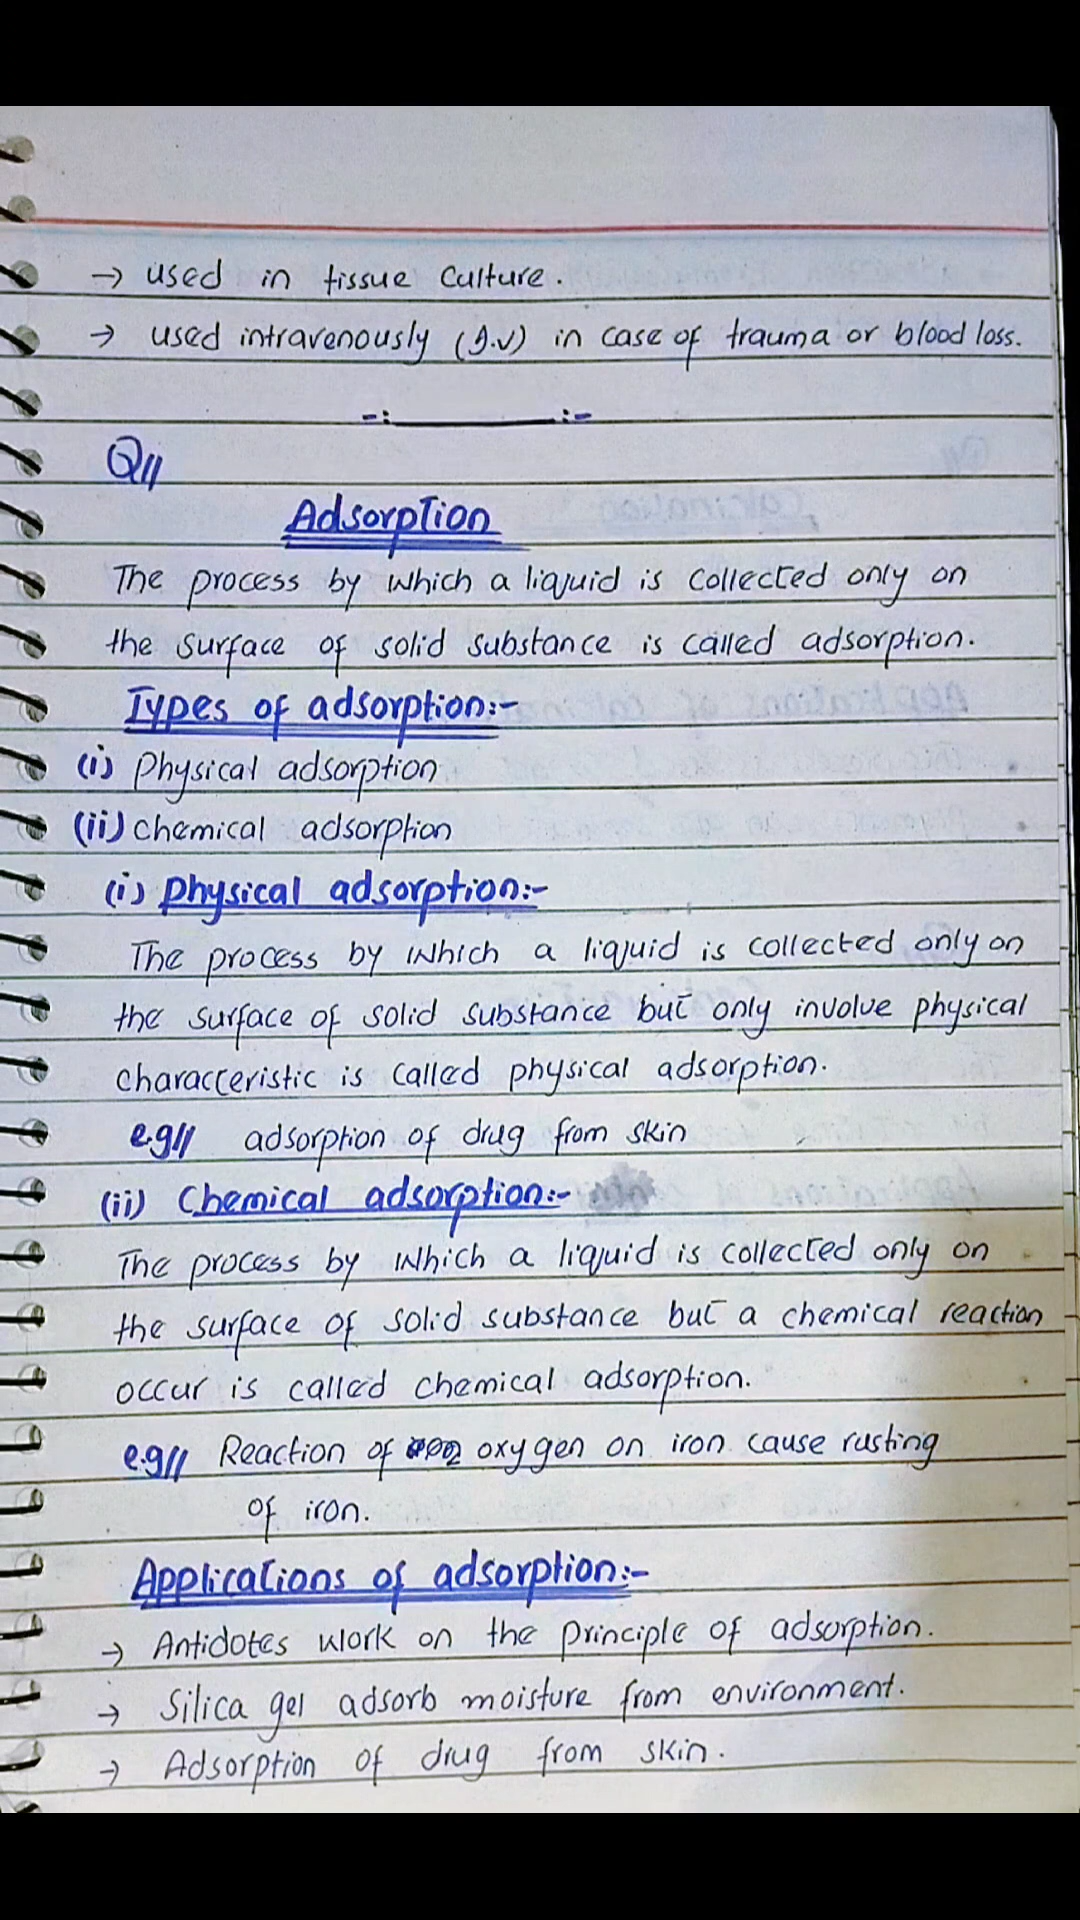 → used in tissue culture.
→ used intravenously (I.V) in case of trauma or blood loss.
-:__________:-
Q//
Adsorption
The process by which a liquid is collected only on
the surface of solid substance is called adsorption.
Types of adsorption:-
(i) Physical adsorption
(ii) chemical adsorption
(i) Physical adsorption:-
The process by which a liquid is collected only on
the surface of solid substance but only involve physical
characteristic is called physical adsorption.
e.g// adsorption of drug from skin
(ii) Chemical adsorption:-
The process by which a liquid is collected only on
the surface of solid substance but a chemical reaction
occur is called chemical adsorption.
e.g// Reaction of oxygen on iron cause rusting
of iron.
Applications of adsorption:-
→ Antidotes work on the principle of adsorption.
→ Silica gel adsorb moisture from environment.
→ Adsorption of drug from skin.